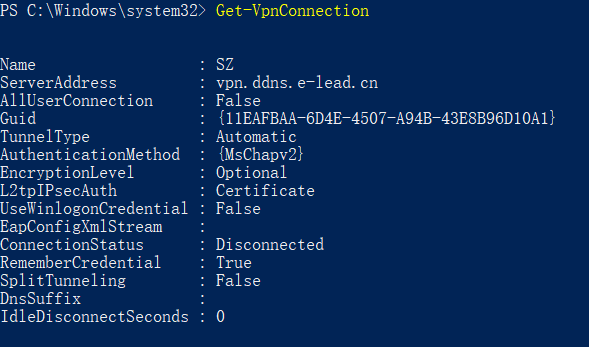 PS C:\Windows\system32> Get-VpnConnection
Name : SZ
ServerAddress : vpn.ddns.e-lead.cn
AllUserConnection : False
Guid : {11EAFBAA-6D4E-4507-A94B-43E8B96D10A1}
TunnelType : Automatic
AuthenticationMethod : {MsChapv2}
EncryptionLevel : Optional
L2tpIPsecAuth : Certificate
UseWinlogonCredential : False
EapConfigXmlStream :
ConnectionStatus : Disconnected
RememberCredential : True
SplitTunneling : False
DnsSuffix :
IdleDisconnectSeconds : 0